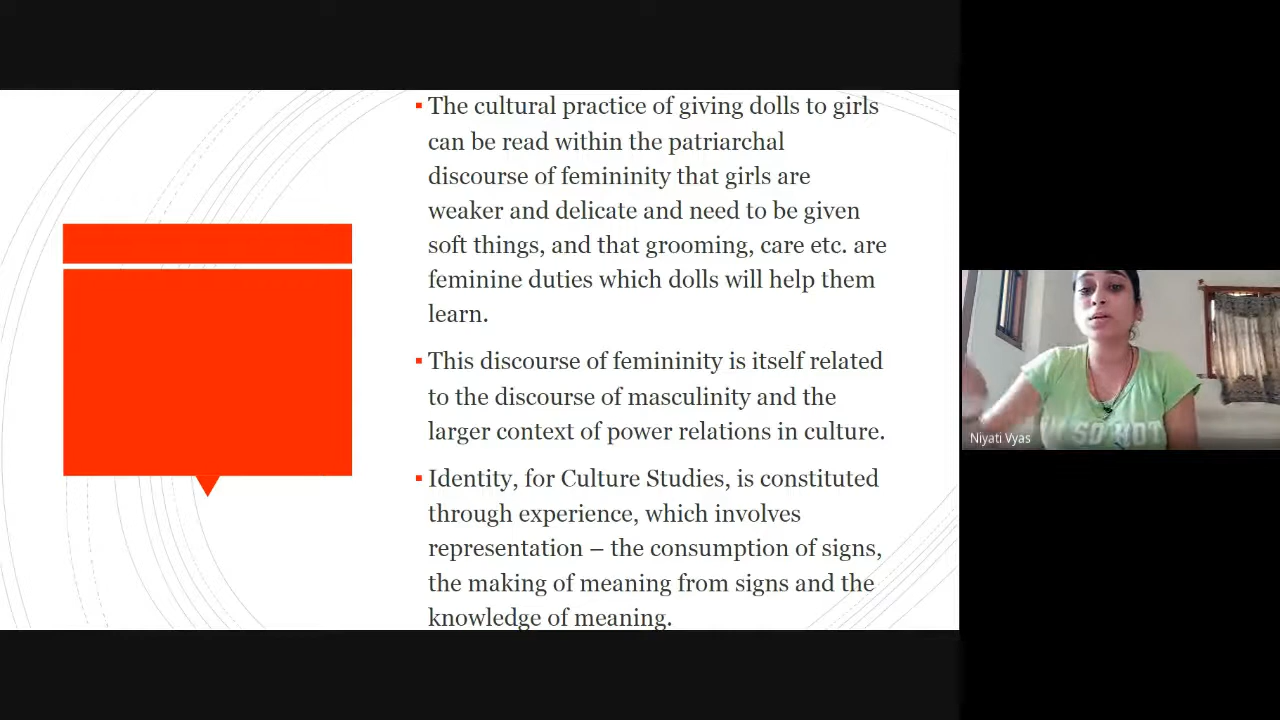 ▪ The cultural practice of giving dolls to girls
can be read within the patriarchal
discourse of femininity that girls are
weaker and delicate and need to be given
soft things, and that grooming, care etc. are
feminine duties which dolls will help them
learn.
▪ This discourse of femininity is itself related
to the discourse of masculinity and the
larger context of power relations in culture.
▪ Identity, for Culture Studies, is constituted
through experience, which involves
representation – the consumption of signs,
the making of meaning from signs and the
knowledge of meaning.
Niyati Vyas
SO HOT